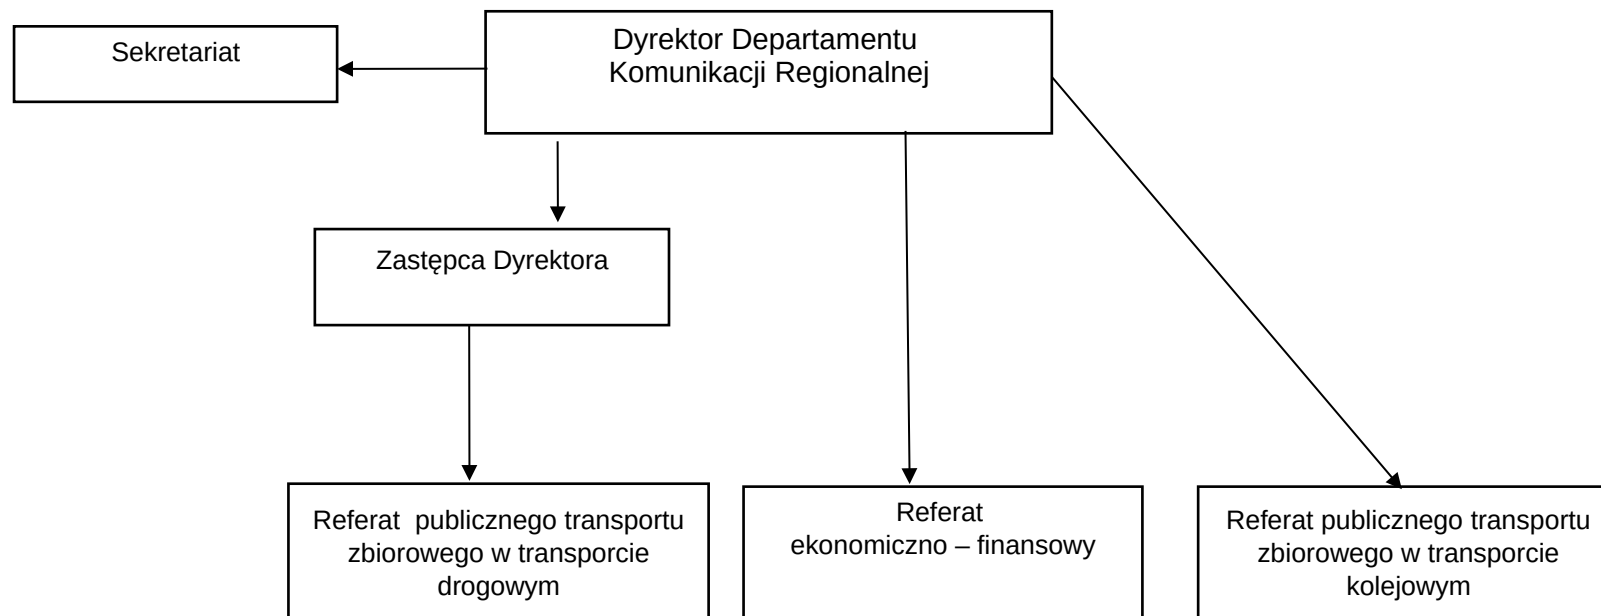 Sekretariat
Dyrektor Departamentu
Komunikacji Regionalnej
Zastępca Dyrektora
Referat publicznego transportu
zbiorowego w transporcie
drogowym
Referat
ekonomiczno – finansowy
Referat publicznego transportu
zbiorowego w transporcie
kolejowym